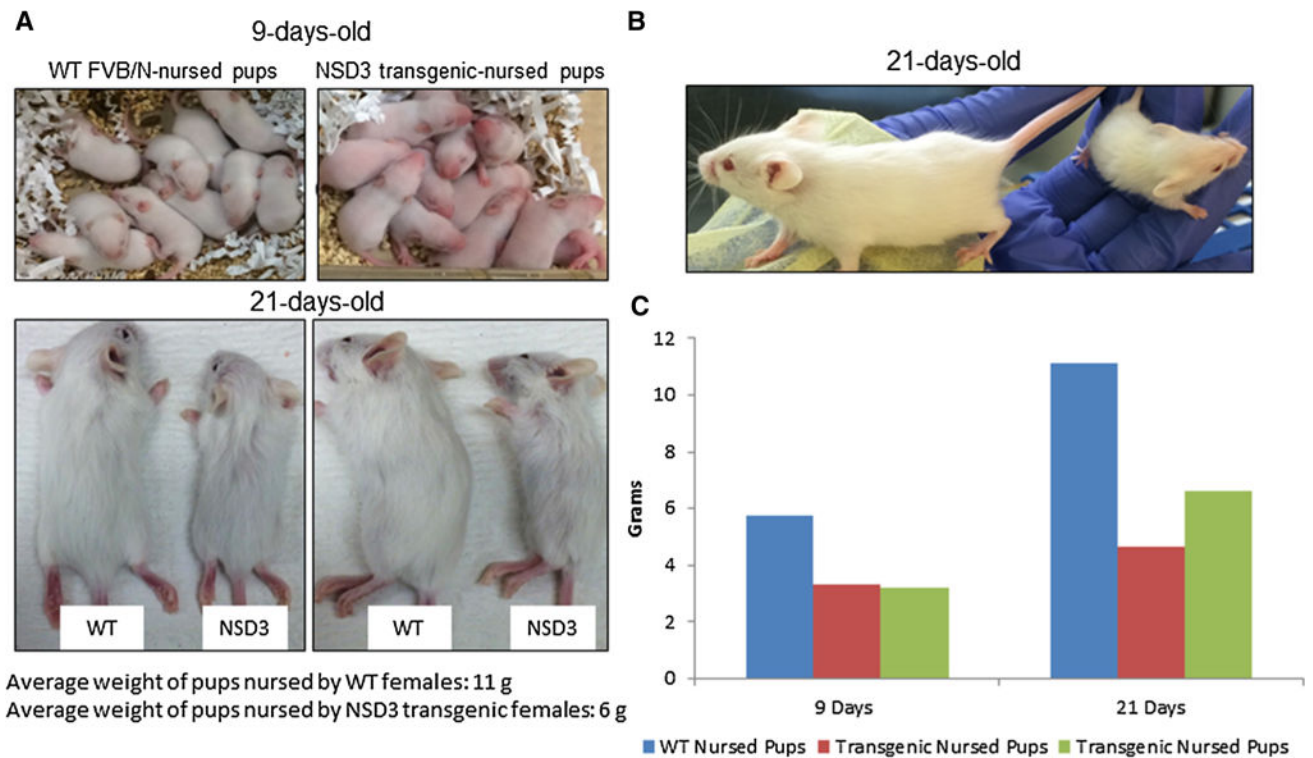 A
9-days-old
WT FVB/N-nursed pups
NSD3 transgenic-nursed pups
21-days-old
WT
NSD3
WT
NSD3
Average weight of pups nursed by WT females: 11 g
Average weight of pups nursed by NSD3 transgenic females: 6 g
B
21-days-old
C
Grams
12
10
8
6
4
2
0
9 Days
21 Days
WT Nursed Pups
Transgenic Nursed Pups
Transgenic Nursed Pups